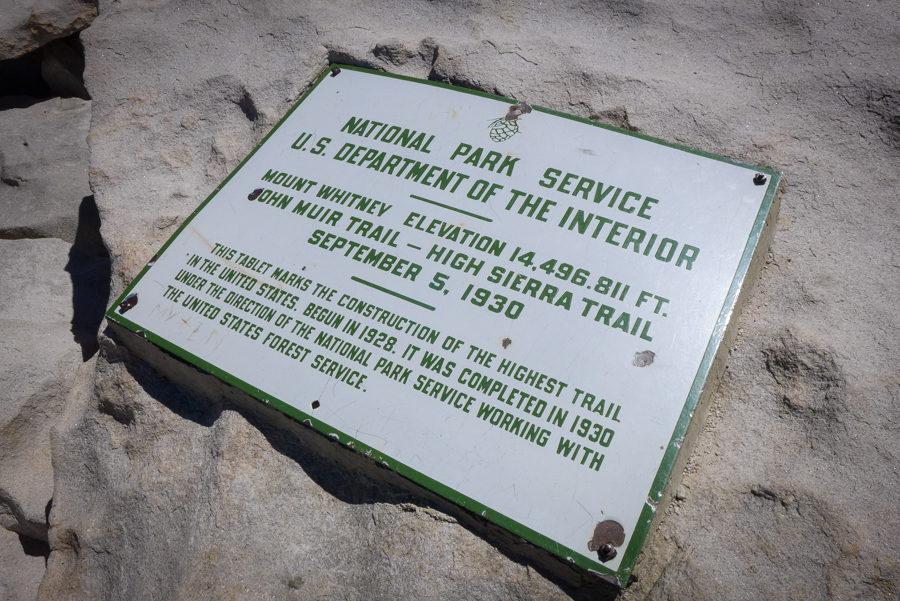 NATIONAL PARK SERVICE
U.S. DEPARTMENT OF THE INTERIOR
MOUNT WHITNEY ELEVATION 14,496.811 FT.
JOHN MUIR TRAIL — HIGH SIERRA TRAIL
SEPTEMBER 5, 1930
THIS TABLET MARKS THE CONSTRUCTION OF THE HIGHEST TRAIL
IN THE UNITED STATES. BEGUN IN 1928, IT WAS COMPLETED IN 1930
UNDER THE DIRECTION OF THE NATIONAL PARK SERVICE WORKING WITH
THE UNITED STATES FOREST SERVICE.